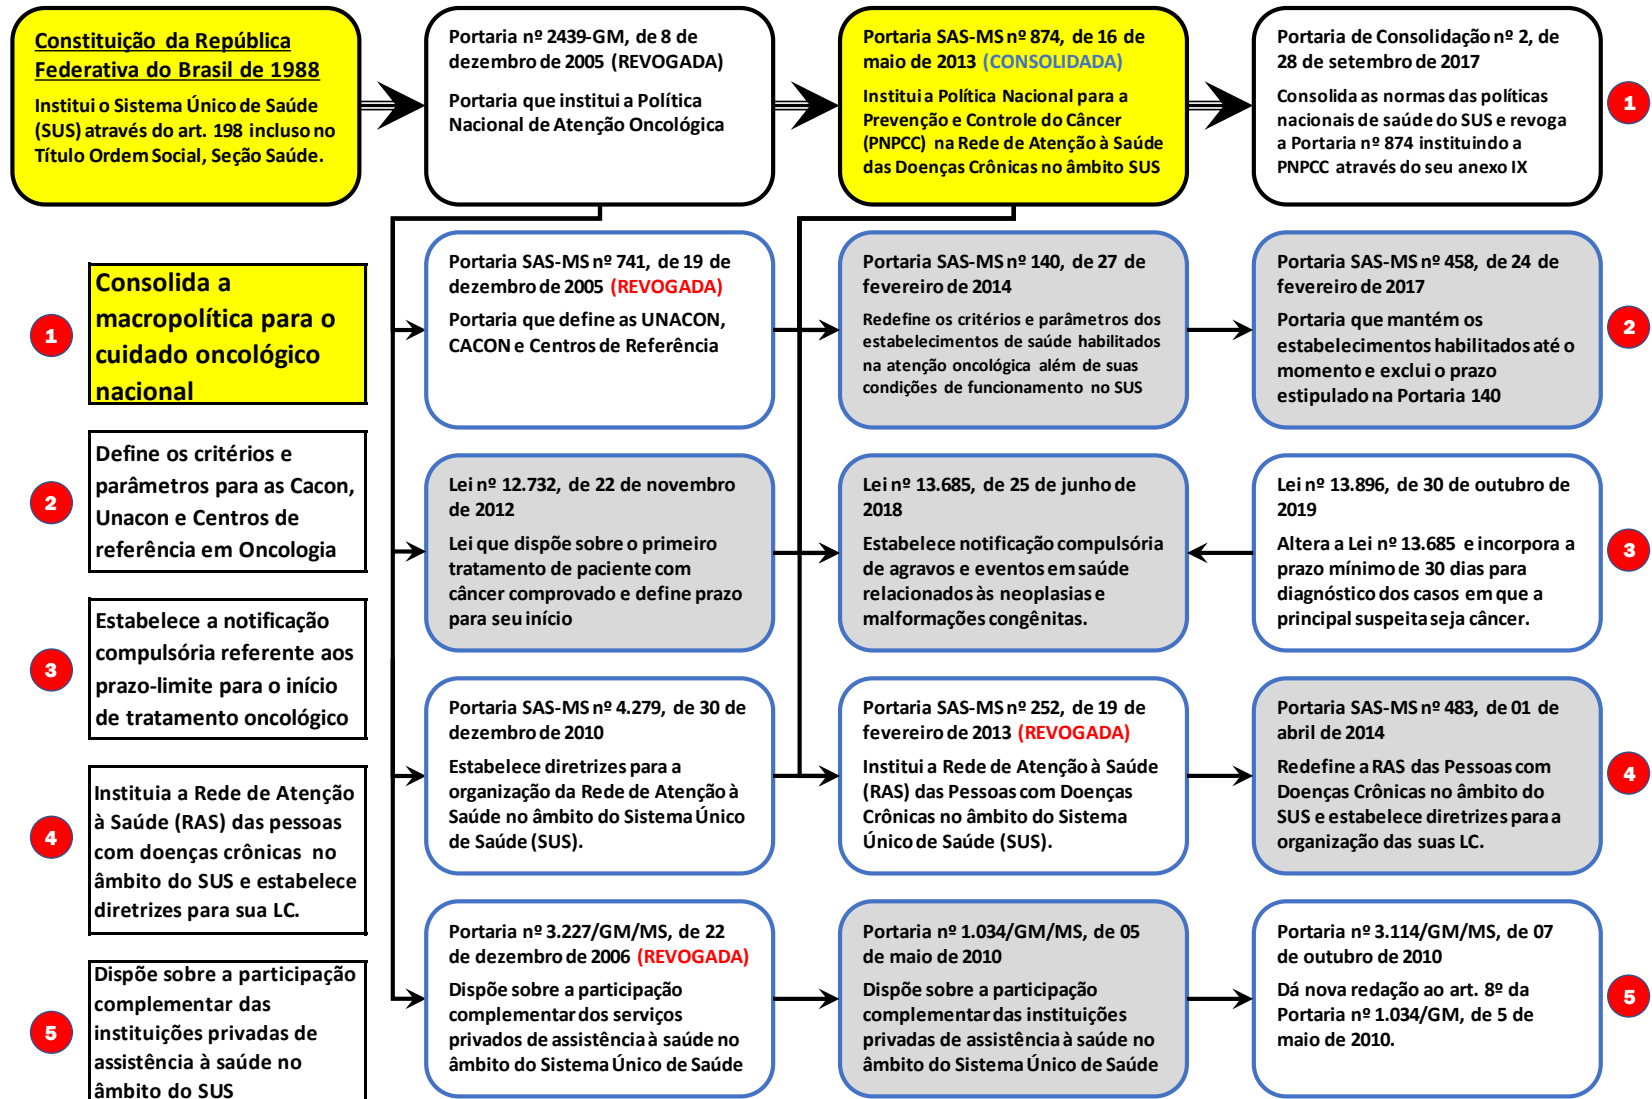 Constituição da República
Federativa do Brasil de 1988
Institui o Sistema Único de Saúde
(SUS) através do art. 198 incluso no
Título Ordem Social, Seção Saúde.
Portaria nº 2439-GM, de 8 de
dezembro de 2005 (REVOGADA)
Portaria que institui a Política
Nacional de Atenção Oncológica
Portaria SAS-MS nº 874, de 16 de
maio de 2013 (CONSOLIDADA)
Institui a Política Nacional para a
Prevenção e Controle do Câncer
(PNPCC) na Rede de Atenção à Saúde
das Doenças Crônicas no âmbito SUS
Portaria de Consolidação nº 2, de
28 de setembro de 2017
Consolida as normas das políticas
nacionais de saúde do SUS e revoga
a Portaria nº 874 instituindo a
PNPCC através do seu anexo IX
1
1
Consolida a
macropolítica para o
cuidado oncológico
nacional
Portaria SAS-MS nº 741, de 19 de
dezembro de 2005 (REVOGADA)
Portaria que define as UNACON,
CACON e Centros de Referência
Portaria SAS-MS nº 140, de 27 de
fevereiro de 2014
Redefine os critérios e parâmetros dos
estabelecimentos de saúde habilitados
na atenção oncológica além de suas
condições de funcionamento no SUS
Portaria SAS-MS nº 458, de 24 de
fevereiro de 2017
Portaria que mantém os
estabelecimentos habilitados até o
momento e exclui o prazo
estipulado na Portaria 140
2
2
Define os critérios e
parâmetros para as Cacon,
Unacon e Centros de
referência em Oncologia
Lei nº 12.732, de 22 de novembro
de 2012
Lei que dispõe sobre o primeiro
tratamento de paciente com
câncer comprovado e define prazo
para seu início
Lei nº 13.685, de 25 de junho de
2018
Estabelece notificação compulsória
de agravos e eventos em saúde
relacionados às neoplasias e
malformações congênitas.
Lei nº 13.896, de 30 de outubro de
2019
Altera a Lei nº 13.685 e incorpora a
prazo mínimo de 30 dias para
diagnóstico dos casos em que a
principal suspeita seja câncer.
3
3
Estabelece a notificação
compulsória referente aos
prazo-limite para o início
de tratamento oncológico
Portaria SAS-MS nº 4.279, de 30 de
dezembro de 2010
Estabelece diretrizes para a
organização da Rede de Atenção à
Saúde no âmbito do Sistema Único
de Saúde (SUS).
Portaria SAS-MS nº 252, de 19 de
fevereiro de 2013 (REVOGADA)
Institui a Rede de Atenção à Saúde
(RAS) das Pessoas com Doenças
Crônicas no âmbito do Sistema
Único de Saúde (SUS).
Portaria SAS-MS nº 483, de 01 de
abril de 2014
Redefine a RAS das Pessoas com
Doenças Crônicas no âmbito do
SUS e estabelece diretrizes para a
organização das suas LC.
4
4
Instituia a Rede de Atenção
à Saúde (RAS) das pessoas
com doenças crônicas no
âmbito do SUS e estabelece
diretrizes para sua LC.
Portaria nº 3.227/GM/MS, de 22
de dezembro de 2006 (REVOGADA)
Dispõe sobre a participação
complementar dos serviços
privados de assistência à saúde no
âmbito do Sistema Único de Saúde
Portaria nº 1.034/GM/MS, de 05
de maio de 2010
Dispõe sobre a participação
complementar das instituições
privadas de assistência à saúde no
âmbito do Sistema Único de Saúde
Portaria nº 3.114/GM/MS, de 07
de outubro de 2010
Dá nova redação ao art. 8º da
Portaria nº 1.034/GM, de 5 de
maio de 2010.
5
5
Dispõe sobre a participação
complementar das
instituições privadas de
assistência à saúde no
âmbito do SUS